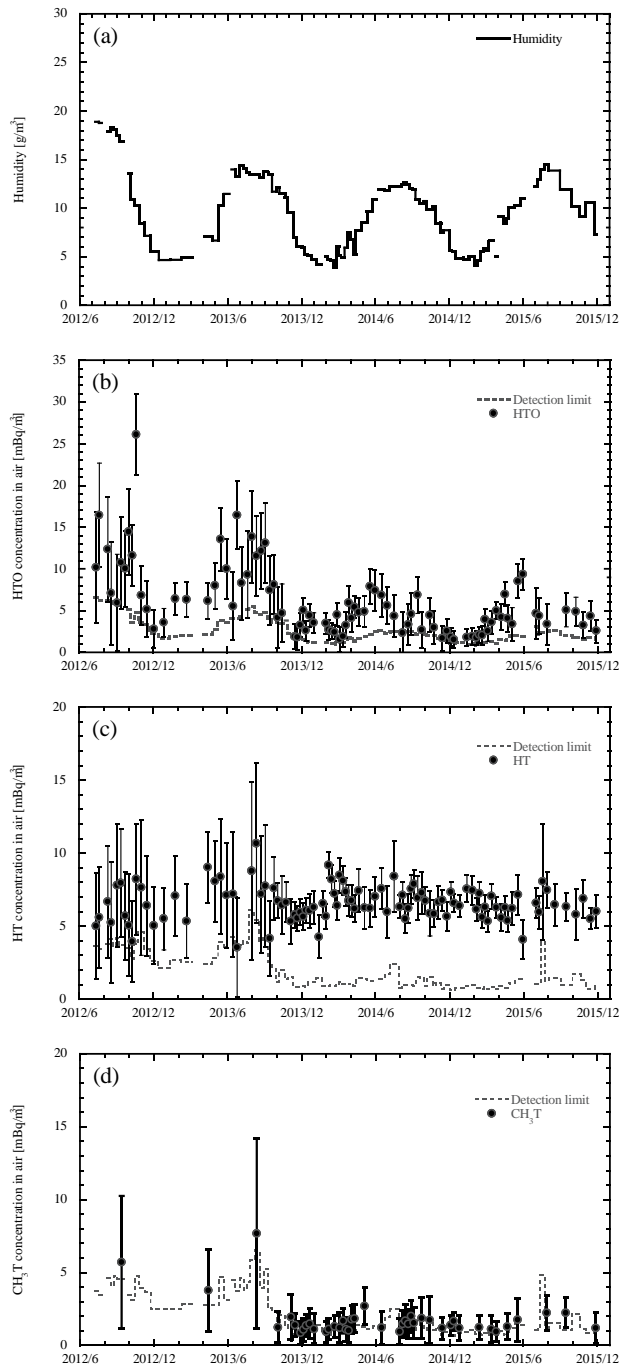 (a)
Humidity
Humidity [g/m³]
30
25
20
15
10
5
0
2012/6 2012/12 2013/6 2013/12 2014/6 2014/12 2015/6 2015/12
(b)
Detection limit
HTO
HTO concentration in air [mBq/m³]
35
30
25
20
15
10
5
0
2012/6 2012/12 2013/6 2013/12 2014/6 2014/12 2015/6 2015/12
(c)
Detection limit
HT
HT concentration in air [mBq/m³]
20
15
10
5
0
2012/6 2012/12 2013/6 2013/12 2014/6 2014/12 2015/6 2015/12
(d)
Detection limit
CH₃T
CH₃T concentration in air [mBq/m³]
20
15
10
5
0
2012/6 2012/12 2013/6 2013/12 2014/6 2014/12 2015/6 2015/12